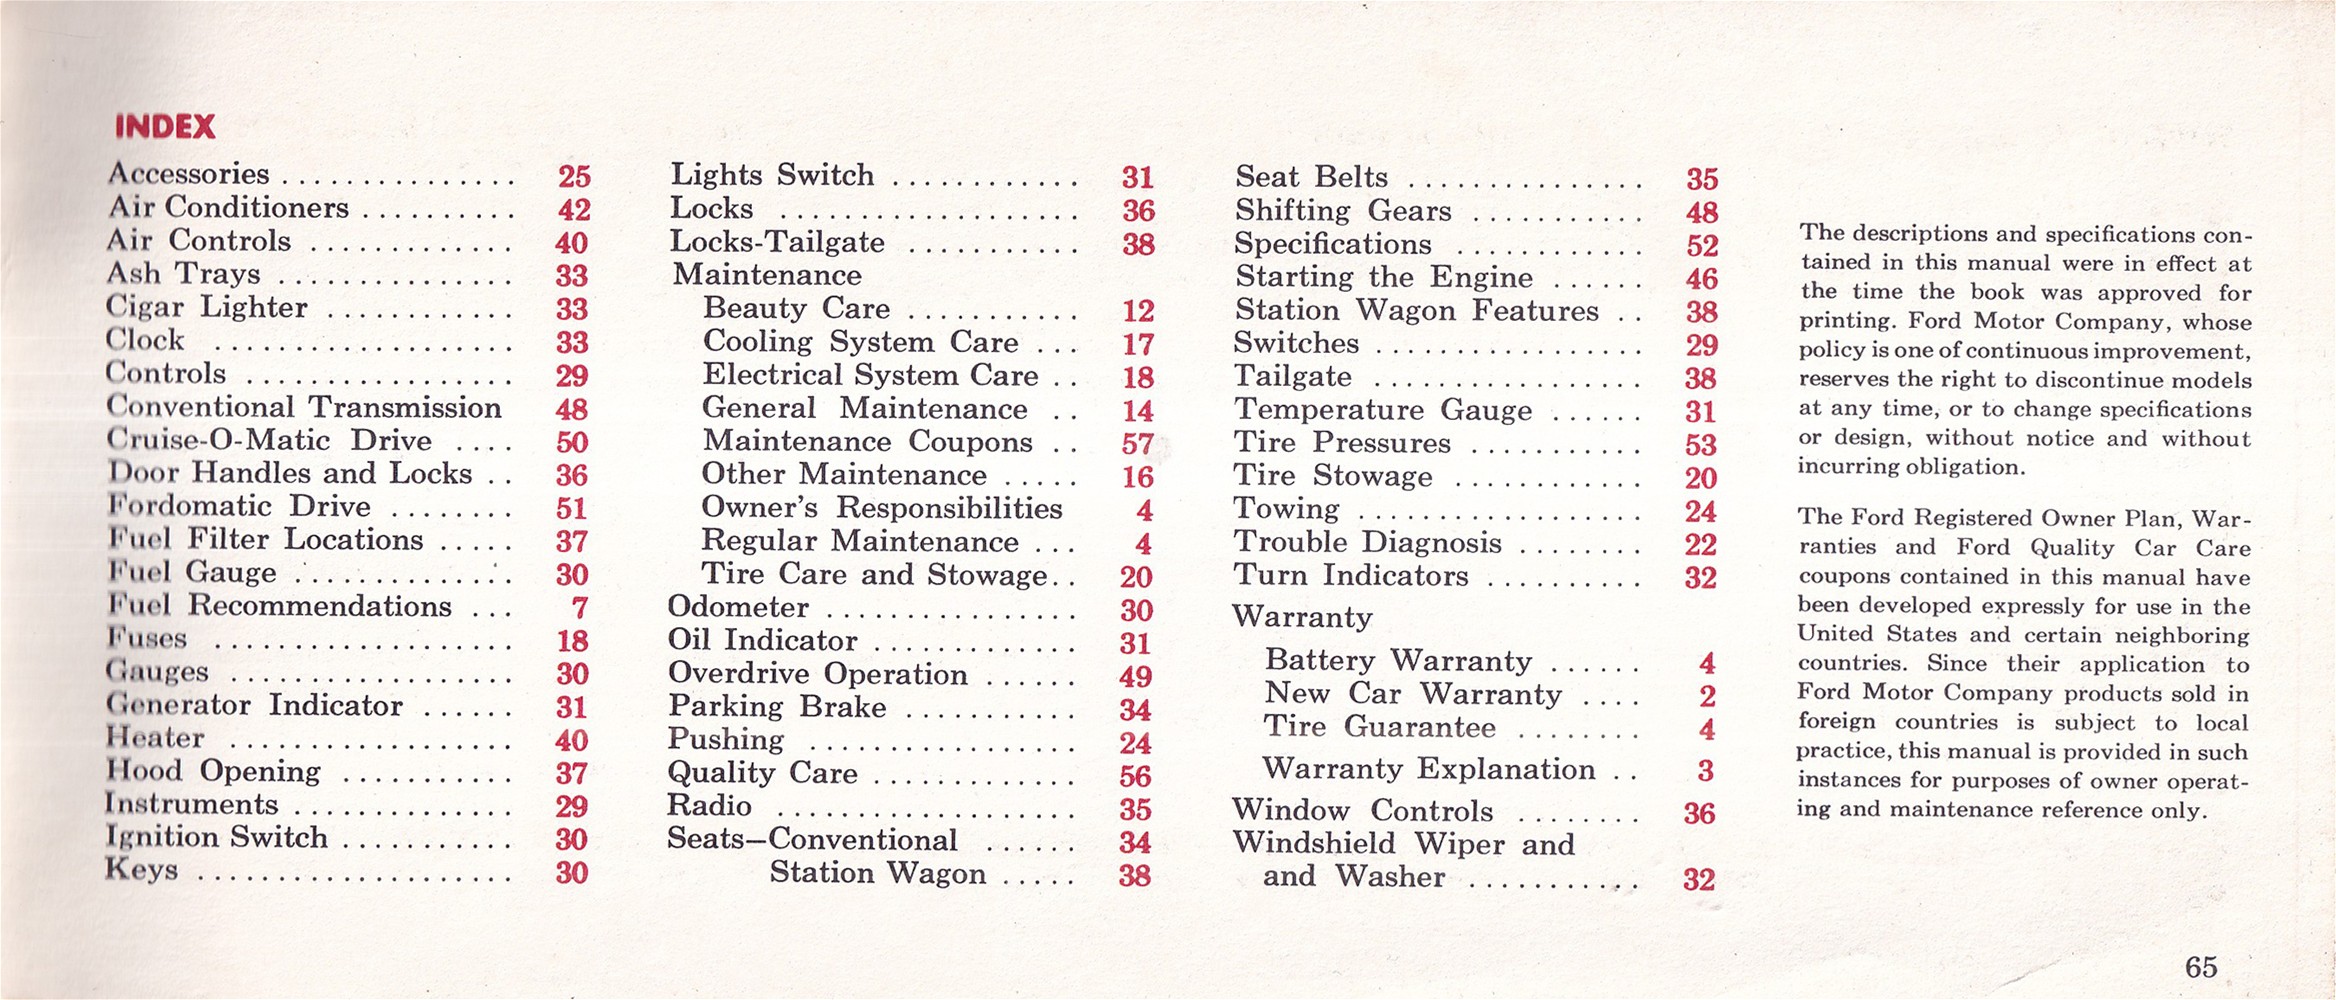 INDEX
Accessories . . . . . . . . . . . . . . . 25
Air Conditioners . . . . . . . . . . 42
Air Controls . . . . . . . . . . . . . 40
Ash Trays . . . . . . . . . . . . . . . 33
Cigar Lighter . . . . . . . . . . . . 33
Clock . . . . . . . . . . . . . . . . . . . 33
Controls . . . . . . . . . . . . . . . . . 29
Conventional Transmission 48
Cruise-O-Matic Drive . . . . 50
Door Handles and Locks . . 36
Fordomatic Drive . . . . . . . . 51
Fuel Filter Locations . . . . . 37
Fuel Gauge . . . . . . . . . . . . . . 30
Fuel Recommendations . . . 7
Fuses . . . . . . . . . . . . . . . . . . . 18
Gauges . . . . . . . . . . . . . . . . . . 30
Generator Indicator . . . . . . 31
Heater . . . . . . . . . . . . . . . . . . 40
Hood Opening . . . . . . . . . . . 37
Instruments . . . . . . . . . . . . . . 29
Ignition Switch . . . . . . . . . . . 30
Keys . . . . . . . . . . . . . . . . . . . . 30
Lights Switch . . . . . . . . . . . . 31
Locks . . . . . . . . . . . . . . . . . . . 36
Locks-Tailgate . . . . . . . . . . . 38
Maintenance
Beauty Care . . . . . . . . . . . 12
Cooling System Care . . . 17
Electrical System Care . . 18
General Maintenance . . 14
Maintenance Coupons . . 57
Other Maintenance . . . . . 16
Owner's Responsibilities 4
Regular Maintenance . . . 4
Tire Care and Stowage. . 20
Odometer . . . . . . . . . . . . . . . . 30
Oil Indicator . . . . . . . . . . . . . 31
Overdrive Operation . . . . . . 49
Parking Brake . . . . . . . . . . . 34
Pushing . . . . . . . . . . . . . . . . . 24
Quality Care . . . . . . . . . . . . . 56
Radio . . . . . . . . . . . . . . . . . . . 35
Seats—Conventional . . . . . . 34
Station Wagon . . . . . 38
Seat Belts . . . . . . . . . . . . . . . 35
Shifting Gears . . . . . . . . . . . 48
Specifications . . . . . . . . . . . . 52
Starting the Engine . . . . . . 46
Station Wagon Features . . 38
Switches . . . . . . . . . . . . . . . . . 29
Tailgate . . . . . . . . . . . . . . . . . 38
Temperature Gauge . . . . . . 31
Tire Pressures . . . . . . . . . . . 53
Tire Stowage . . . . . . . . . . . . 20
Towing . . . . . . . . . . . . . . . . . . 24
Trouble Diagnosis . . . . . . . . 22
Turn Indicators . . . . . . . . . . 32
Warranty
Battery Warranty . . . . . . 4
New Car Warranty . . . . 2
Tire Guarantee . . . . . . . . 4
Warranty Explanation . . 3
Window Controls . . . . . . . . 36
Windshield Wiper and
and Washer . . . . . . . . . . . 32
The descriptions and specifications con-
tained in this manual were in effect at
the time the book was approved for
printing. Ford Motor Company, whose
policy is one of continuous improvement,
reserves the right to discontinue models
at any time, or to change specifications
or design, without notice and without
incurring obligation.
The Ford Registered Owner Plan, War-
ranties and Ford Quality Car Care
coupons contained in this manual have
been developed expressly for use in the
United States and certain neighboring
countries. Since their application to
Ford Motor Company products sold in
foreign countries is subject to local
practice, this manual is provided in such
instances for purposes of owner operat-
ing and maintenance reference only.
65